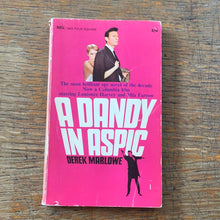 The most brilliant spy novel of the decade
Now a Columbia film
starring Laurence Harvey and Mia Farrow
A DANDY
IN ASPIC
DEREK MARLOWE